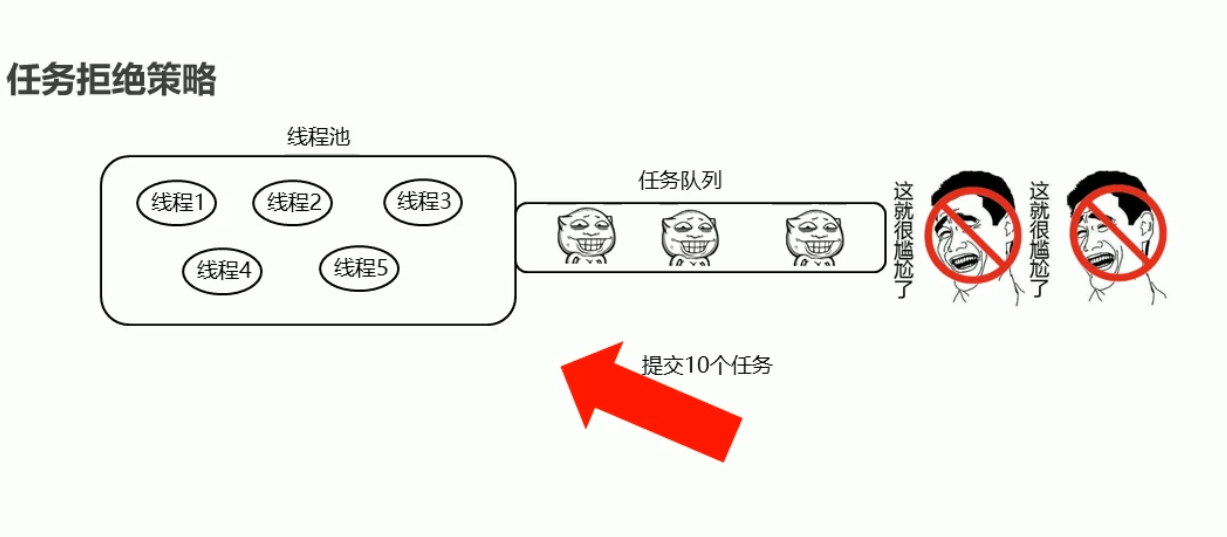 任务拒绝策略
线程池
线程1
线程2
线程3
线程4
线程5
任务队列
这就很尴尬了
这就很尴尬了
提交10个任务